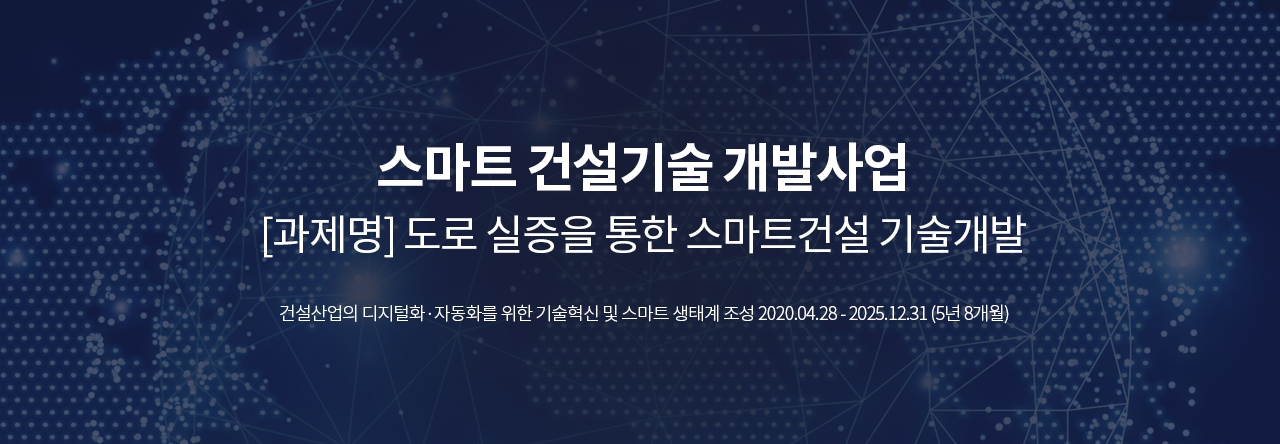 스마트 건설기술 개발사업
[과제명] 도로 실증을 통한 스마트건설 기술개발
건설산업의 디지털화·자동화를 위한 기술혁신 및 스마트 생태계 조성 2020.04.28 - 2025.12.31 (5년 8개월)